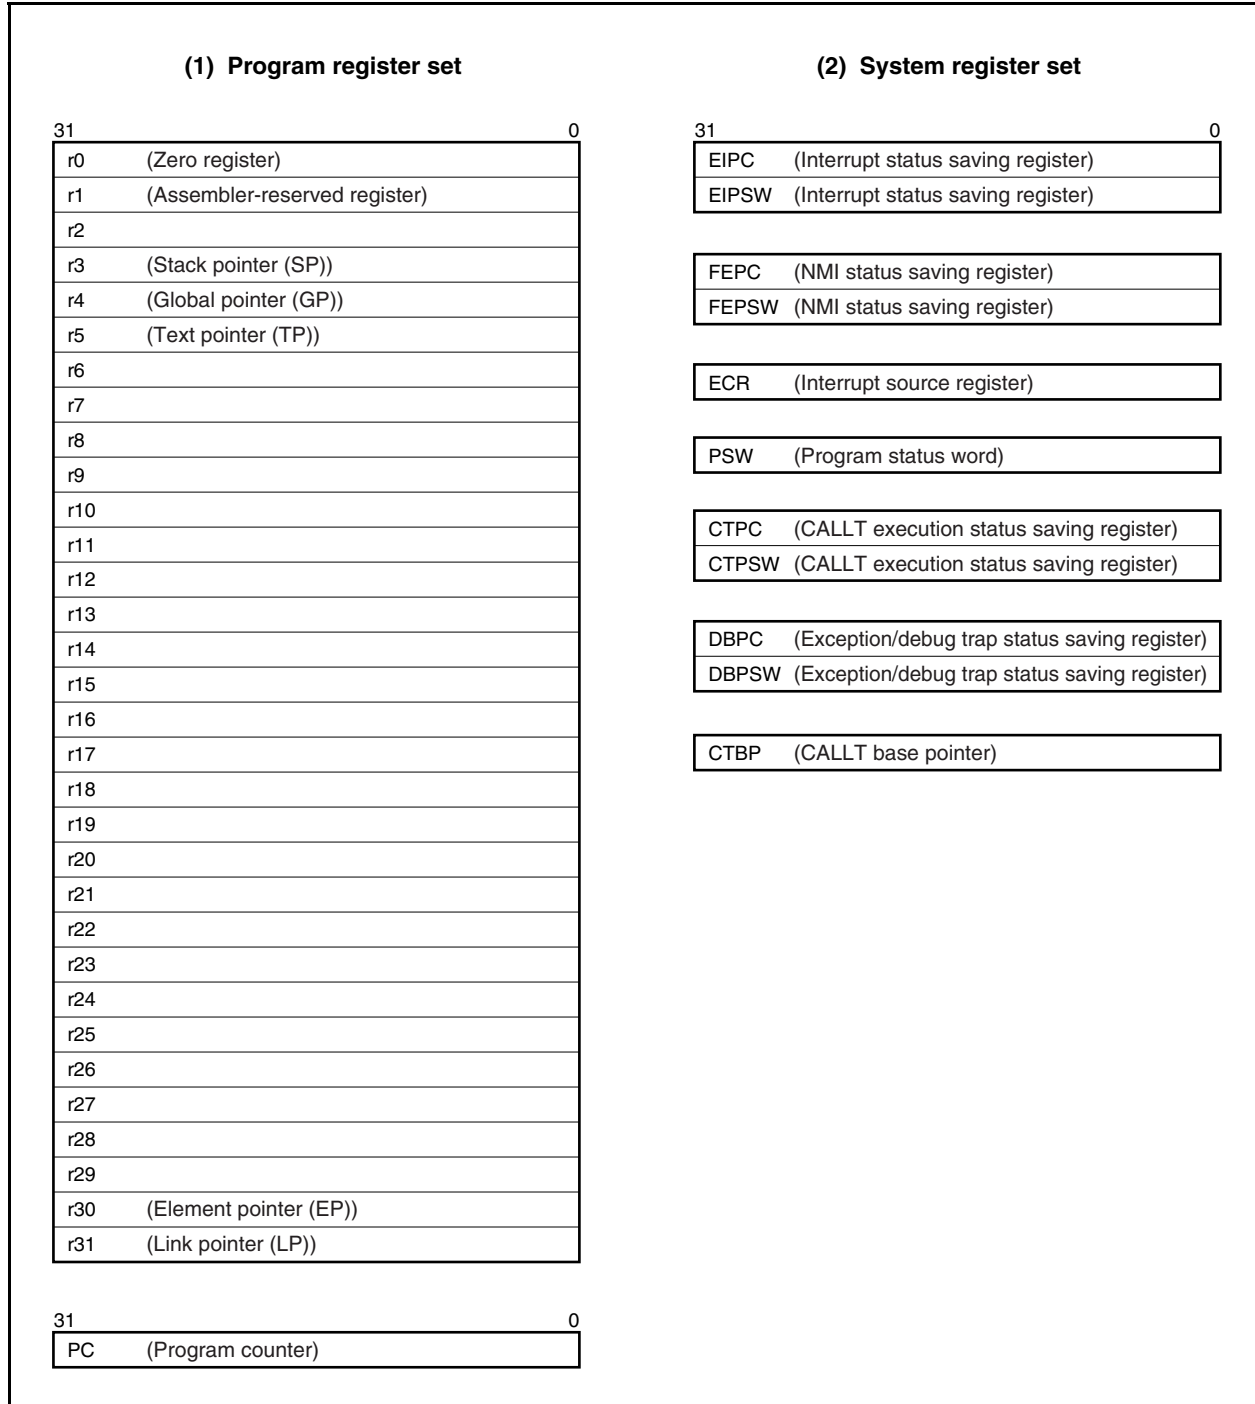 (1) Program register set
31 0
r0 (Zero register)
r1 (Assembler-reserved register)
r2
r3 (Stack pointer (SP))
r4 (Global pointer (GP))
r5 (Text pointer (TP))
r6
r7
r8
r9
r10
r11
r12
r13
r14
r15
r16
r17
r18
r19
r20
r21
r22
r23
r24
r25
r26
r27
r28
r29
r30 (Element pointer (EP))
r31 (Link pointer (LP))
31 0
PC (Program counter)
(2) System register set
31 0
EIPC (Interrupt status saving register)
EIPSW (Interrupt status saving register)
FEPC (NMI status saving register)
FEPSW (NMI status saving register)
ECR (Interrupt source register)
PSW (Program status word)
CTPC (CALLT execution status saving register)
CTPSW (CALLT execution status saving register)
DBPC (Exception/debug trap status saving register)
DBPSW (Exception/debug trap status saving register)
CTBP (CALLT base pointer)